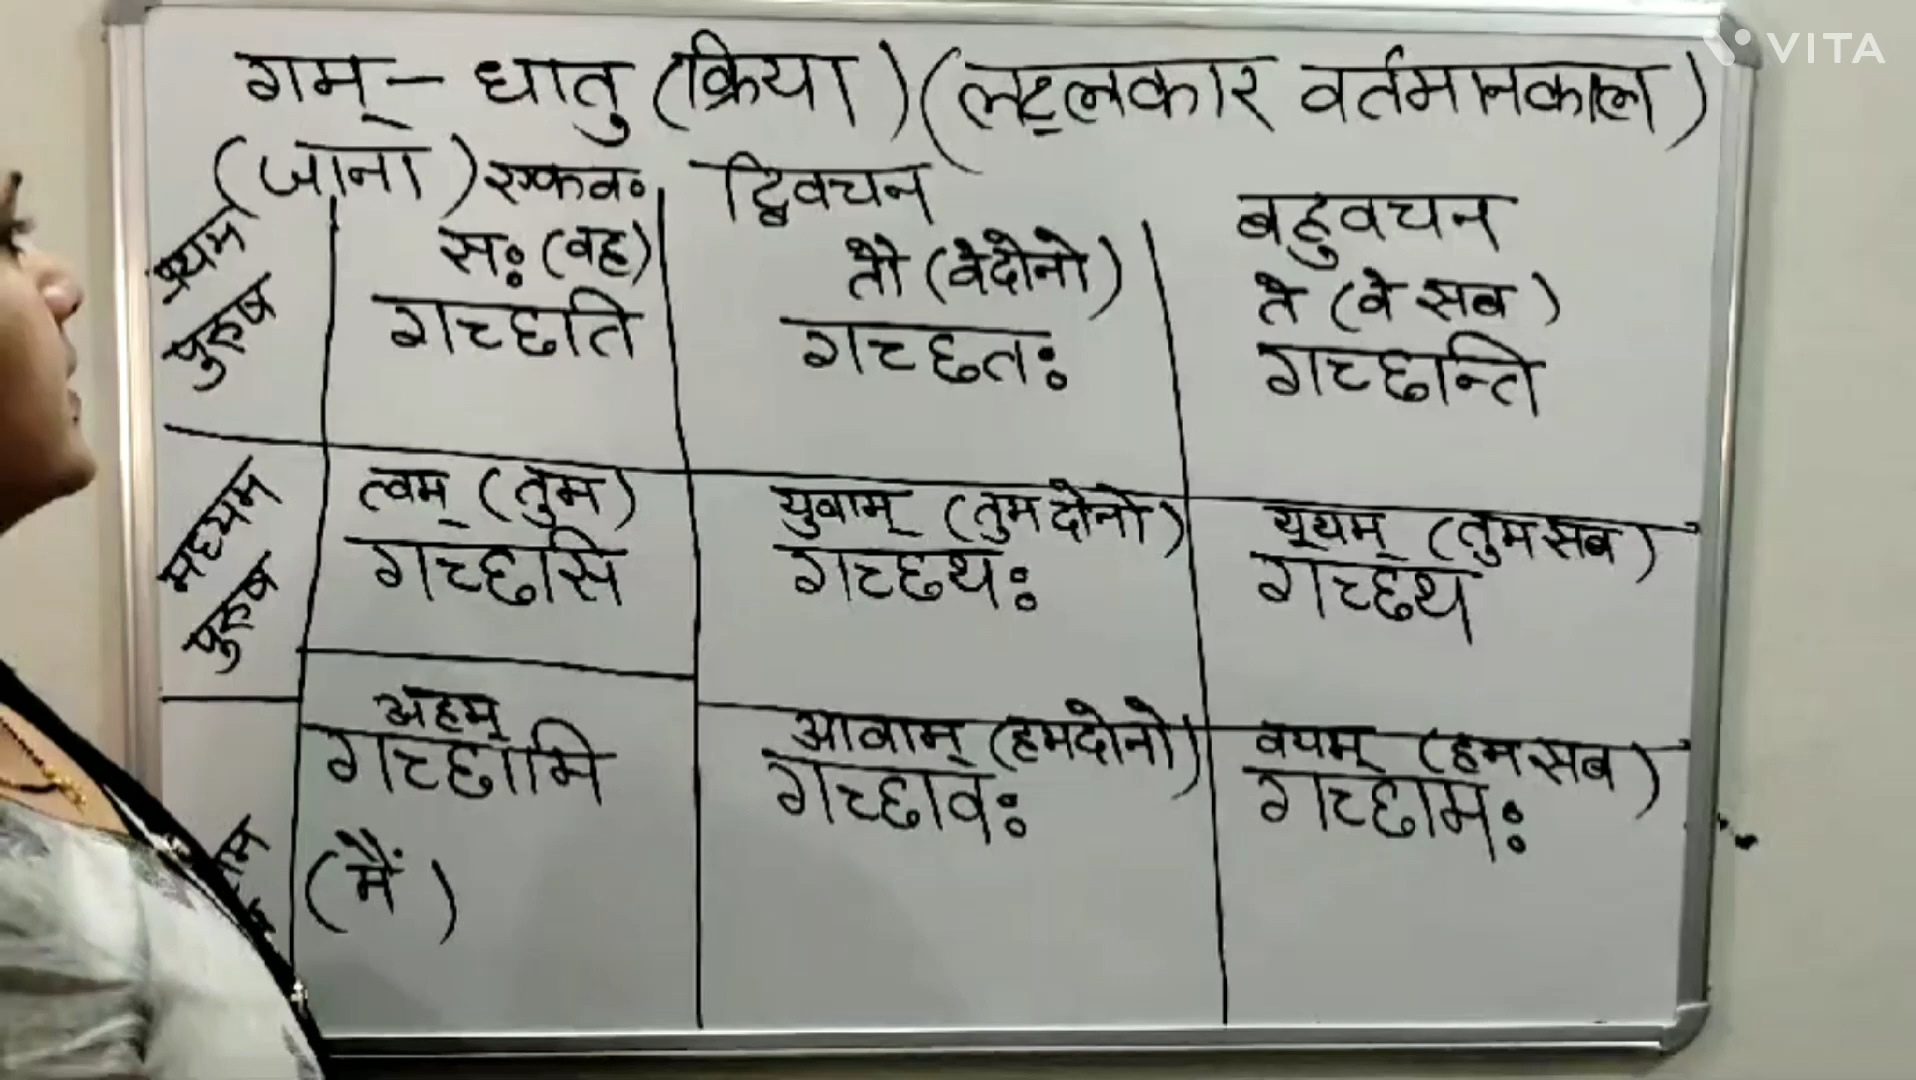 VITA
गम् - धातु (क्रिया) (लट्लकार वर्तमानकाल)
(जाना) एकव॰ द्विवचन बहुवचन
प्रथम पुरुष
सः (वह) तौ (वे दोनो) ते (वे सब)
गच्छति गच्छतः गच्छन्ति
मध्यम पुरुष
त्वम् (तुम) युवाम् (तुम दोनो) यूयम् (तुम सब)
गच्छसि गच्छथः गच्छथ
अहम् आवाम् (हम दोनो) वयम् (हम सब)
गच्छामि गच्छावः गच्छामः
(मैं)